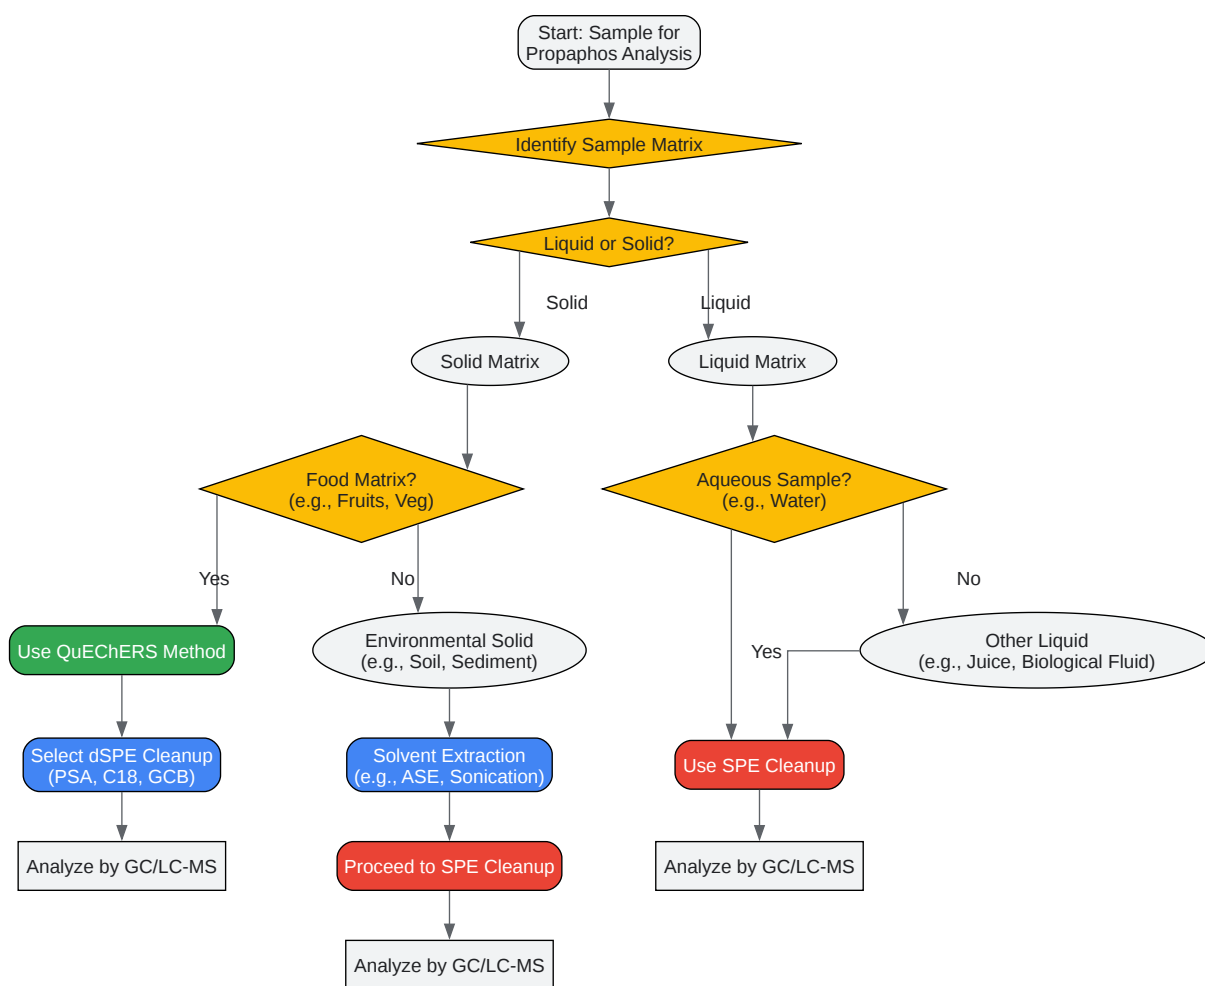 Start: Sample for
Propaphos Analysis
Identify Sample Matrix
Liquid or Solid?
Solid
Liquid
Solid Matrix
Liquid Matrix
Food Matrix?
(e.g., Fruits, Veg)
Aqueous Sample?
(e.g., Water)
Yes
No
No
Use QuEChERS Method
Environmental Solid
(e.g., Soil, Sediment)
Yes
Other Liquid
(e.g., Juice, Biological Fluid)
Select dSPE Cleanup
(PSA, C18, GCB)
Solvent Extraction
(e.g., ASE, Sonication)
Use SPE Cleanup
Analyze by GC/LC-MS
Proceed to SPE Cleanup
Analyze by GC/LC-MS
Analyze by GC/LC-MS